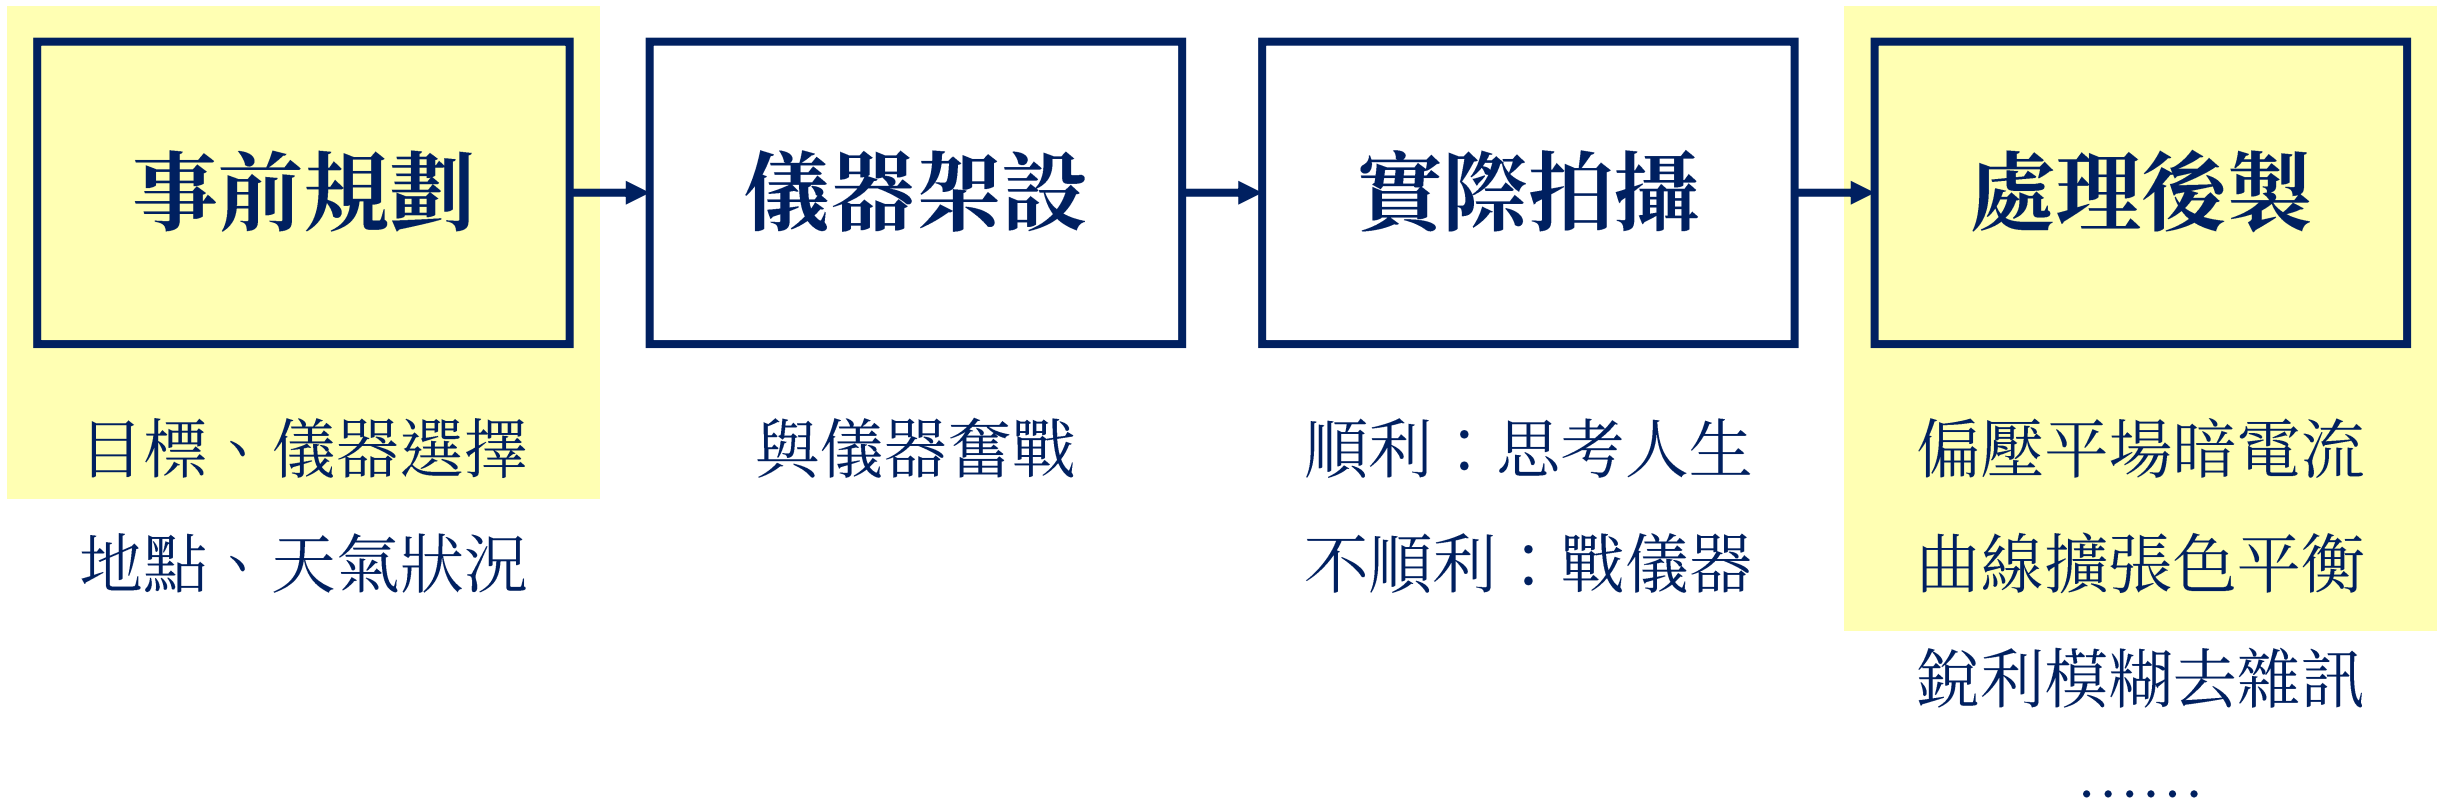 事前規劃
儀器架設
實際拍攝
處理後製
目標、儀器選擇
地點、天氣狀況
與儀器奮戰
順利：思考人生
不順利：戰儀器
偏壓平場暗電流
曲線擴張色平衡
銳利模糊去雜訊
……